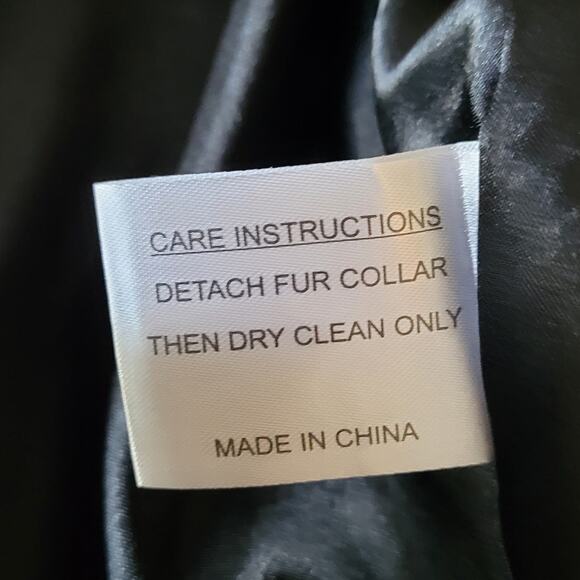 CARE INSTRUCTIONS
DETACH FUR COLLAR
THEN DRY CLEAN ONLY
MADE IN CHINA